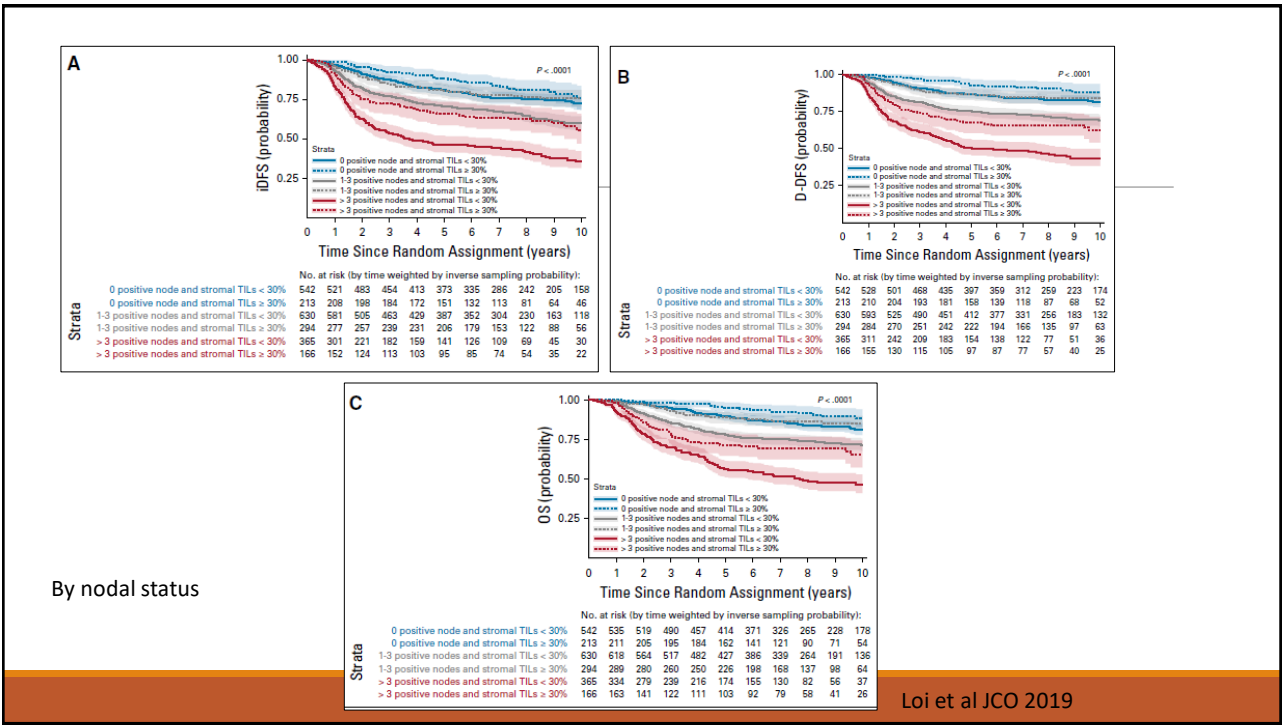 A
P < .0001
iDFS (probability)
1.00
0.75
0.50
0.25
Strata
0 positive node and stromal TILs < 30%
0 positive node and stromal TILs ≥ 30%
1-3 positive nodes and stromal TILs < 30%
1-3 positive nodes and stromal TILs ≥ 30%
> 3 positive nodes and stromal TILs < 30%
> 3 positive nodes and stromal TILs ≥ 30%
0 1 2 3 4 5 6 7 8 9 10
Time Since Random Assignment (years)
No. at risk (by time weighted by inverse sampling probability):
Strata
0 positive node and stromal TILs < 30% 542 521 483 454 413 373 335 286 242 205 158
0 positive node and stromal TILs ≥ 30% 213 208 198 184 172 151 132 113 81 64 46
1-3 positive nodes and stromal TILs < 30% 630 581 505 463 429 387 352 304 230 163 118
1-3 positive nodes and stromal TILs ≥ 30% 294 277 257 239 231 206 179 153 122 88 56
> 3 positive nodes and stromal TILs < 30% 365 301 221 182 159 141 126 109 69 45 30
> 3 positive nodes and stromal TILs ≥ 30% 166 152 124 113 103 95 85 74 54 35 22
B
P < .0001
D-DFS (probability)
1.00
0.75
0.50
0.25
Strata
0 positive node and stromal TILs < 30%
0 positive node and stromal TILs ≥ 30%
1-3 positive nodes and stromal TILs < 30%
1-3 positive nodes and stromal TILs ≥ 30%
> 3 positive nodes and stromal TILs < 30%
> 3 positive nodes and stromal TILs ≥ 30%
0 1 2 3 4 5 6 7 8 9 10
Time Since Random Assignment (years)
No. at risk (by time weighted by inverse sampling probability):
Strata
0 positive node and stromal TILs < 30% 542 528 501 468 435 397 359 312 259 223 174
0 positive node and stromal TILs ≥ 30% 213 210 204 193 181 158 139 118 87 68 52
1-3 positive nodes and stromal TILs < 30% 630 593 525 490 451 412 377 331 256 183 132
1-3 positive nodes and stromal TILs ≥ 30% 294 284 270 251 242 222 194 166 135 97 63
> 3 positive nodes and stromal TILs < 30% 365 311 242 209 183 154 138 122 77 51 36
> 3 positive nodes and stromal TILs ≥ 30% 166 155 130 115 105 97 87 77 57 40 25
C
P < .0001
OS (probability)
1.00
0.75
0.50
0.25
Strata
0 positive node and stromal TILs < 30%
0 positive node and stromal TILs ≥ 30%
1-3 positive nodes and stromal TILs < 30%
1-3 positive nodes and stromal TILs ≥ 30%
> 3 positive nodes and stromal TILs < 30%
> 3 positive nodes and stromal TILs ≥ 30%
0 1 2 3 4 5 6 7 8 9 10
Time Since Random Assignment (years)
No. at risk (by time weighted by inverse sampling probability):
Strata
0 positive node and stromal TILs < 30% 542 535 519 490 457 414 371 326 265 228 178
0 positive node and stromal TILs ≥ 30% 213 211 205 195 184 162 141 121 90 71 54
1-3 positive nodes and stromal TILs < 30% 630 618 564 517 482 427 386 339 264 191 136
1-3 positive nodes and stromal TILs ≥ 30% 294 289 280 260 250 226 198 168 137 98 64
> 3 positive nodes and stromal TILs < 30% 365 334 279 239 216 174 155 130 82 56 37
> 3 positive nodes and stromal TILs ≥ 30% 166 163 141 122 111 103 92 79 58 41 26
By nodal status
Loi et al JCO 2019